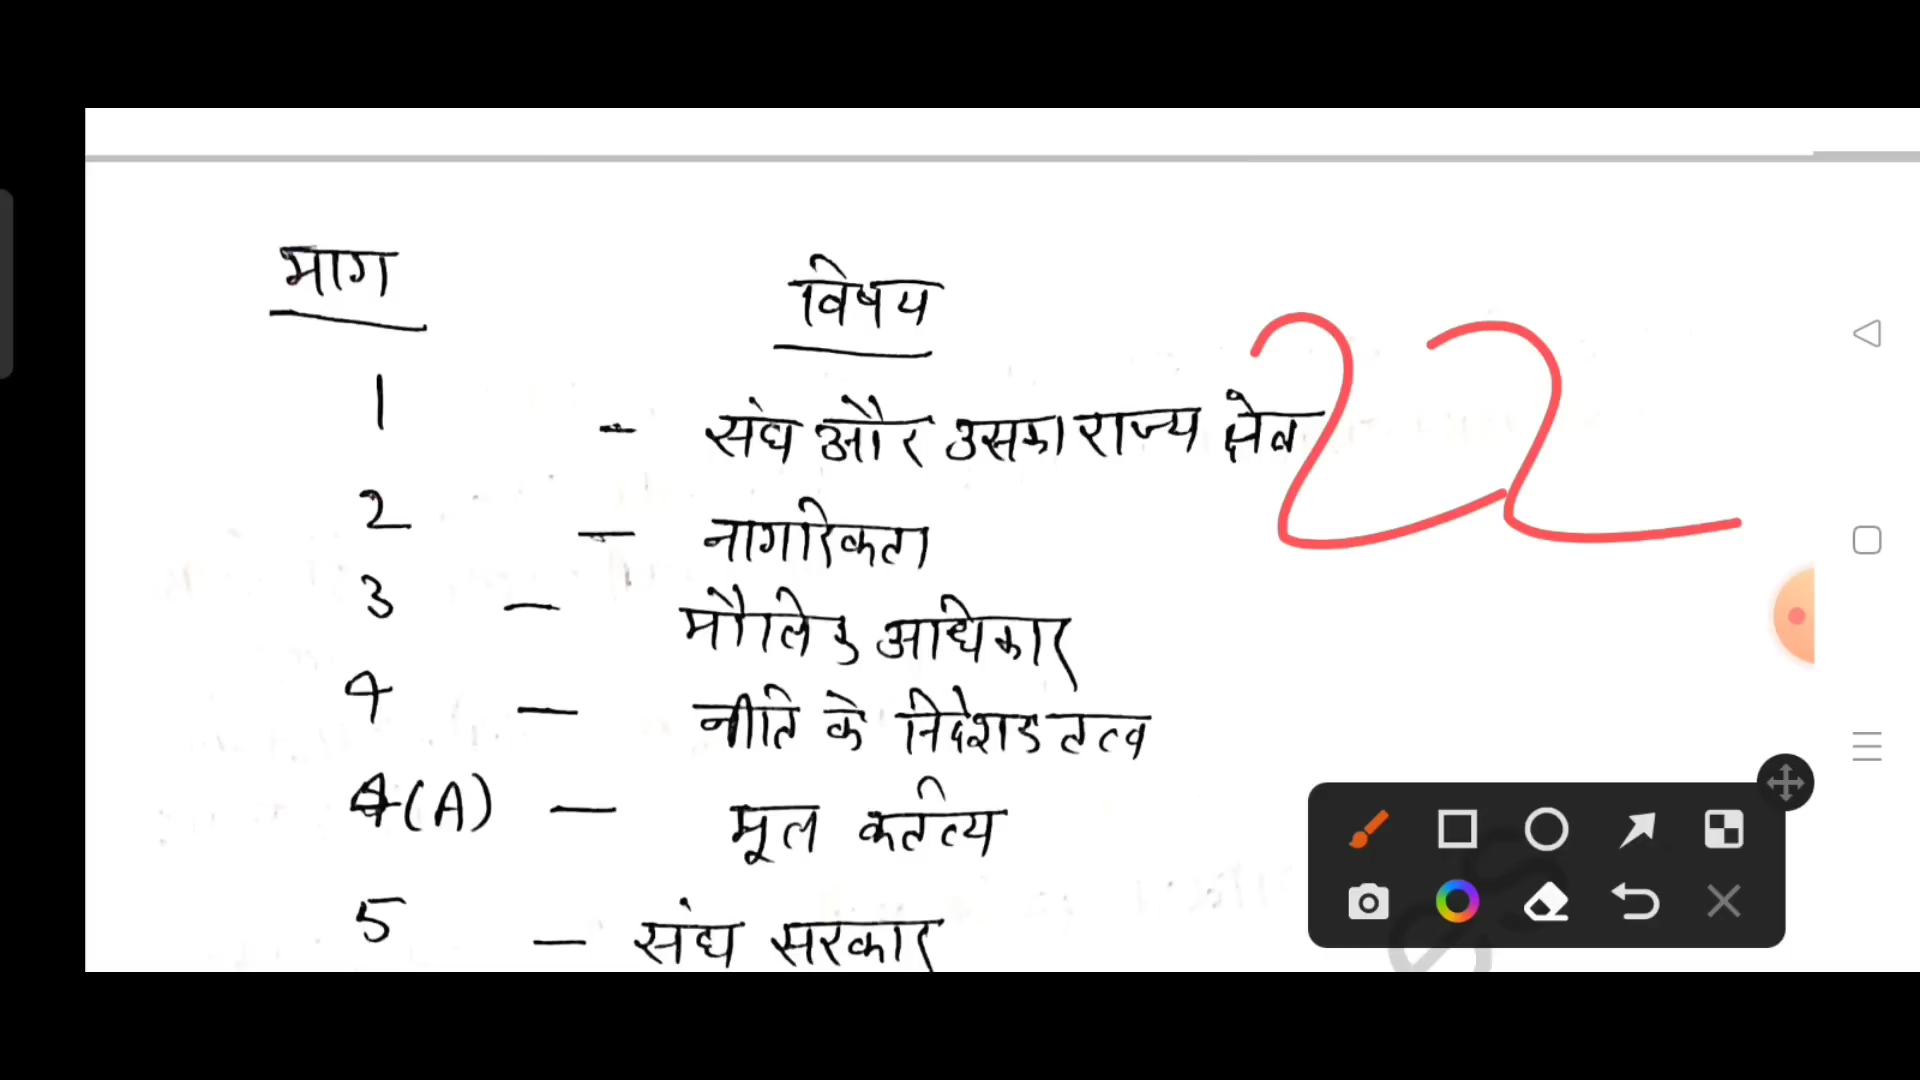 भाग विषय
1 - संघ और उसका राज्य क्षेत्र
2 - नागरिकता
3 - मौलिक अधिकार
4 - नीति के निदेशक तत्व
4(A) - मूल कर्तव्य
5 - संघ सरकार
22